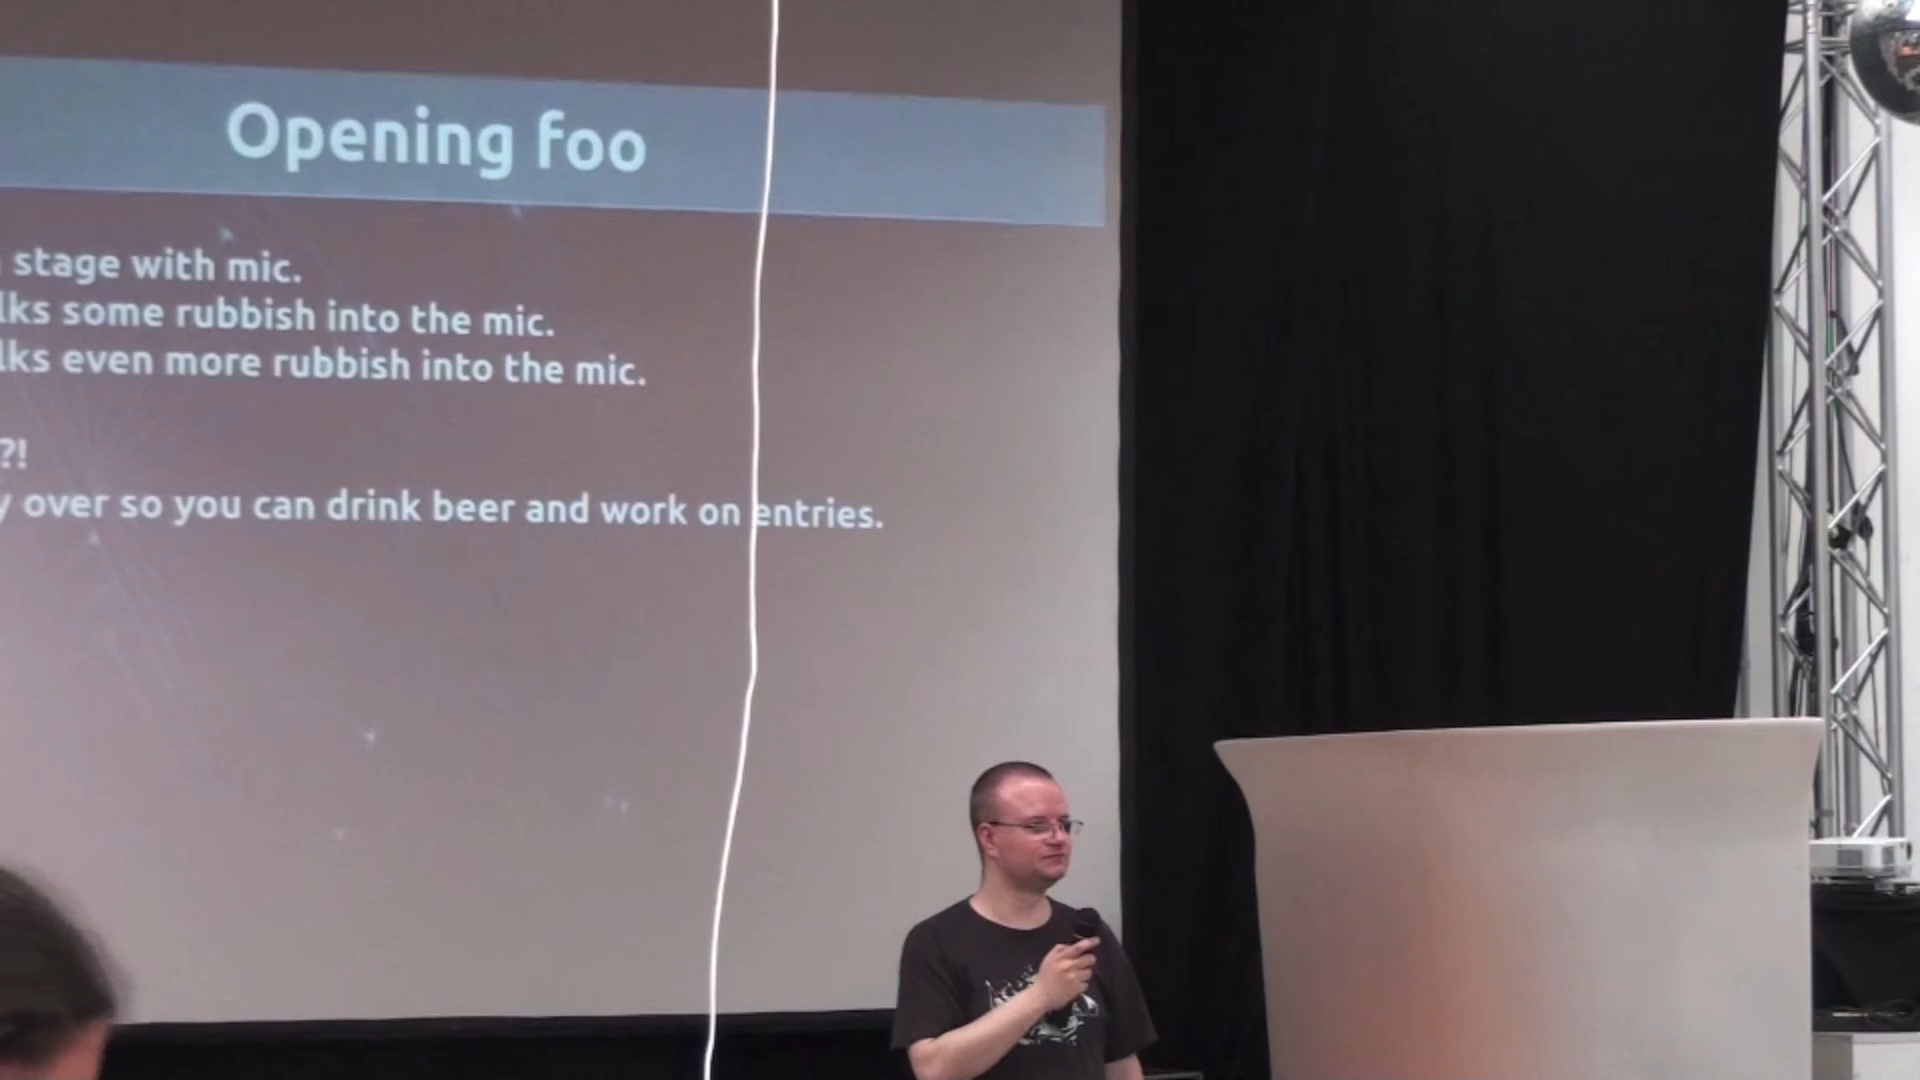 Opening foo
stage with mic.
lks some rubbish into the mic.
lks even more rubbish into the mic.
?!
y over so you can drink beer and work on entries.